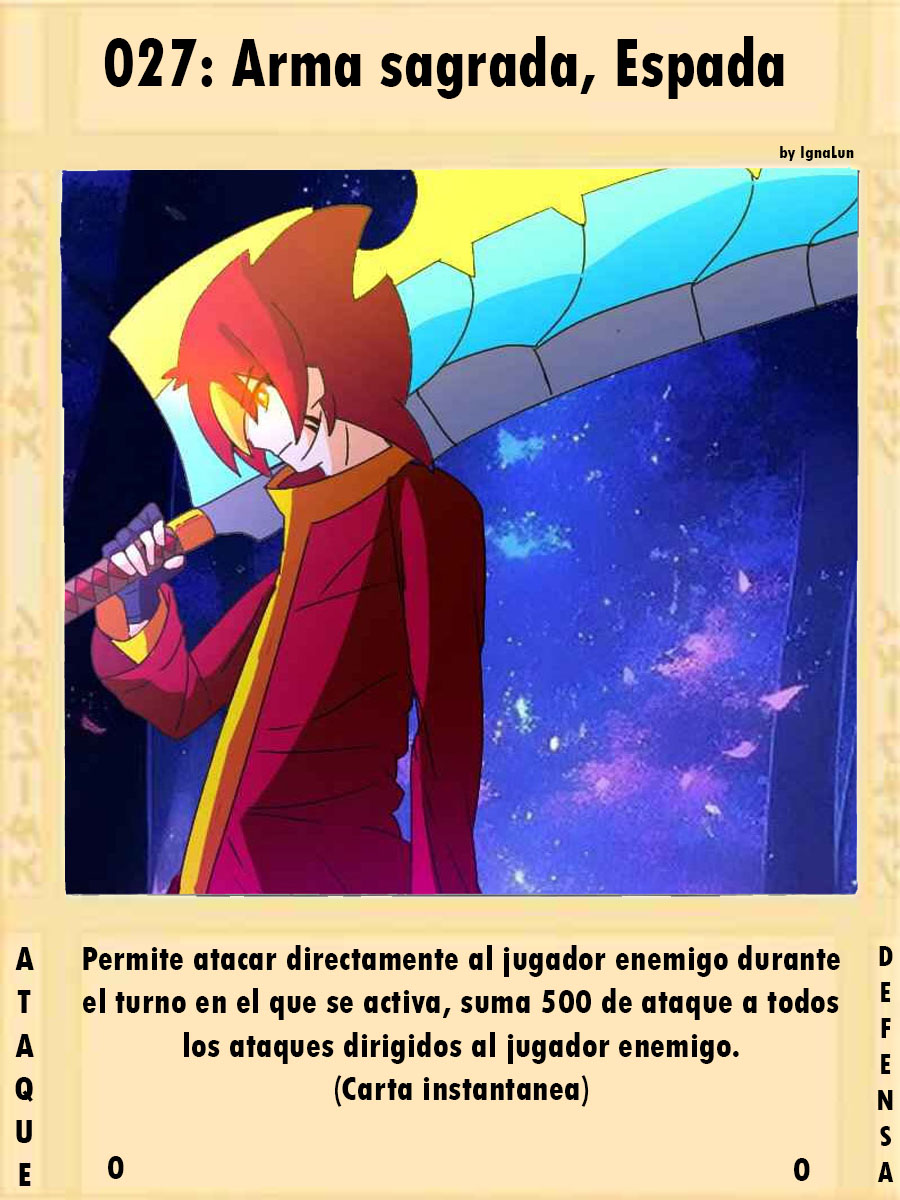 027: Arma sagrada, Espada
by IgnaLun
Permite atacar directamente al jugador enemigo durante
el turno en el que se activa, suma 500 de ataque a todos
los ataques dirigidos al jugador enemigo.
(Carta instantanea)
ATAQUE
0
0
DEFENSA